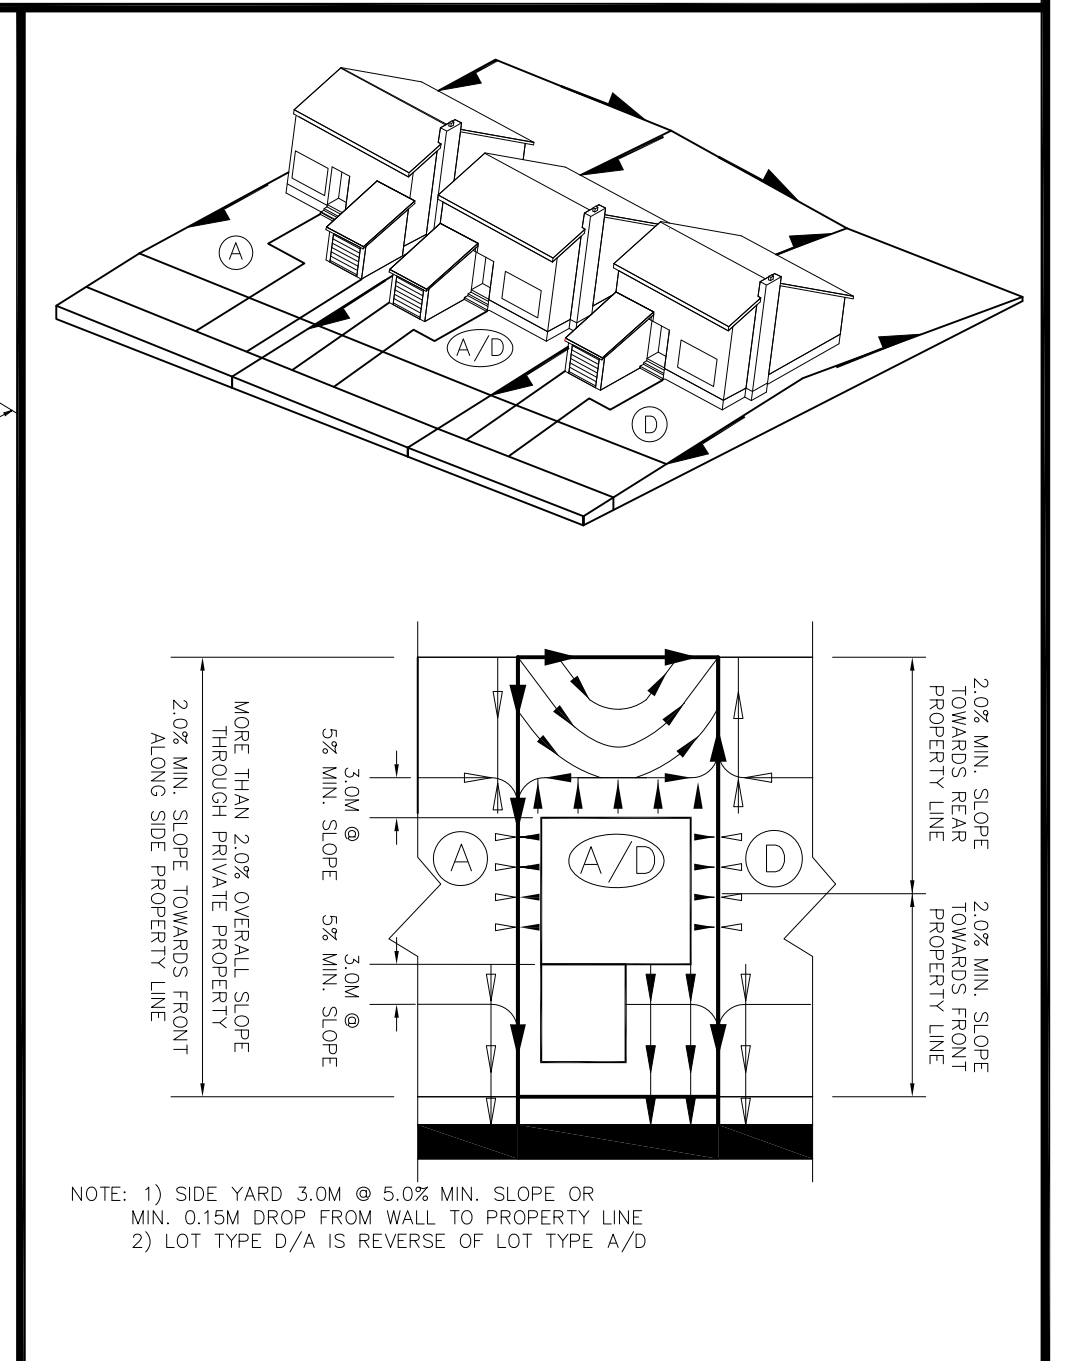 A
A/D
D
2.0% MIN. SLOPE TOWARDS FRONT
ALONG SIDE PROPERTY LINE
MORE THAN 2.0% OVERALL SLOPE
THROUGH PRIVATE PROPERTY
3.0M @
5% MIN. SLOPE
3.0M @
5% MIN. SLOPE
A
A/D
D
2.0% MIN. SLOPE
TOWARDS REAR
PROPERTY LINE
2.0% MIN. SLOPE
TOWARDS FRONT
PROPERTY LINE
NOTE: 1) SIDE YARD 3.0M @ 5.0% MIN. SLOPE OR
MIN. 0.15M DROP FROM WALL TO PROPERTY LINE
2) LOT TYPE D/A IS REVERSE OF LOT TYPE A/D